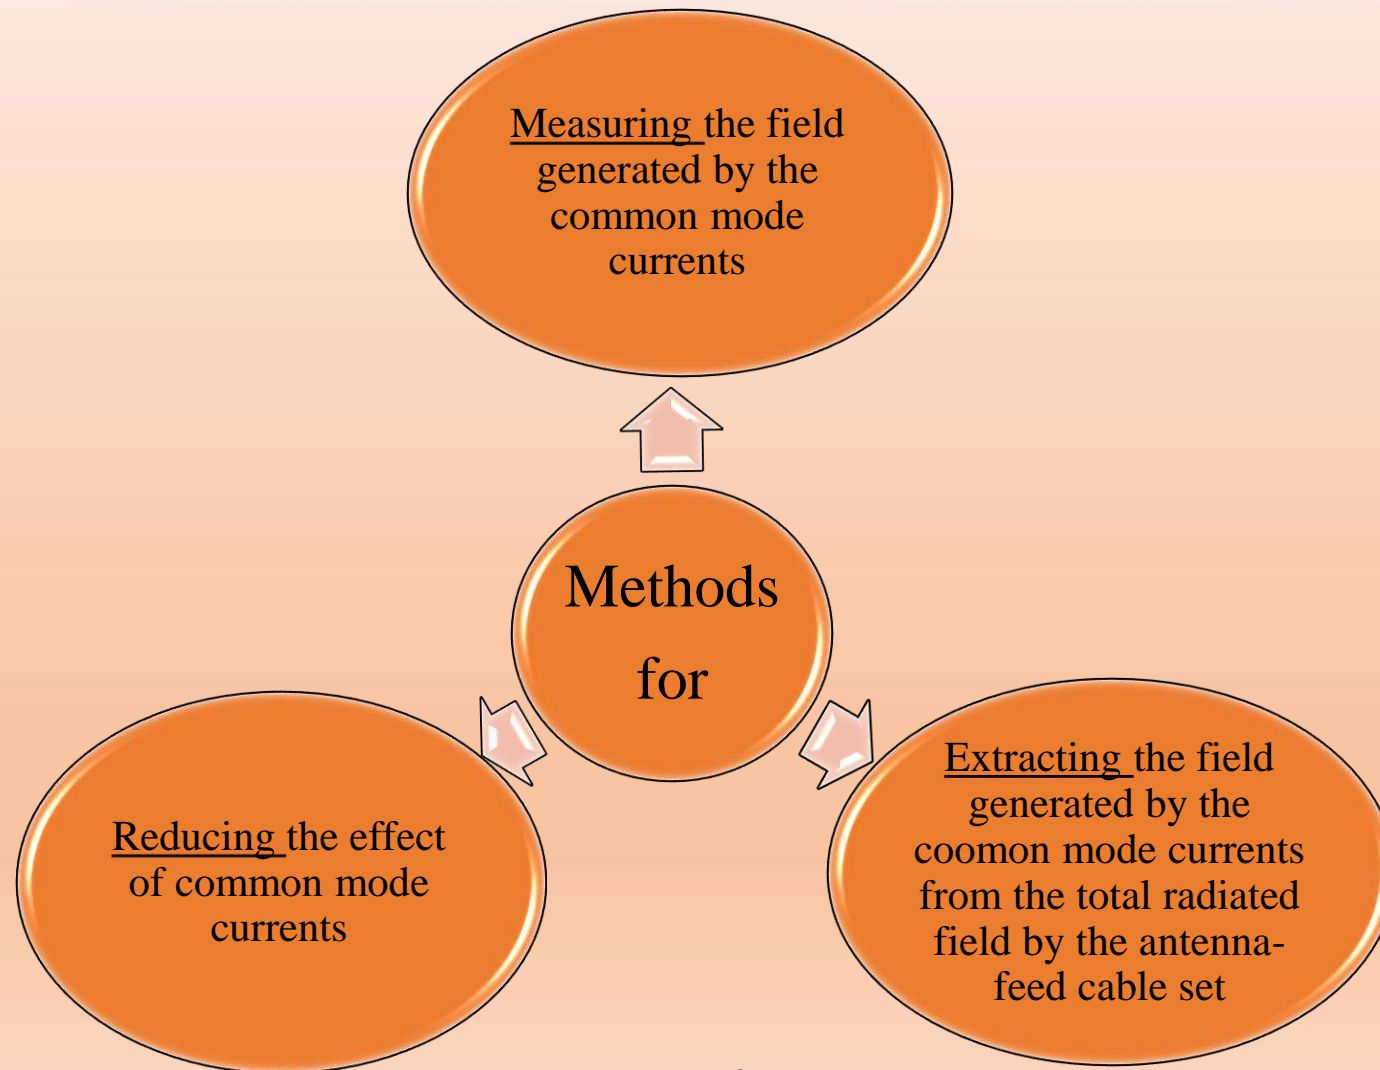 Measuring the field
generated by the
common mode
currents
Methods
for
Reducing the effect
of common mode
currents
Extracting the field
generated by the
coomon mode currents
from the total radiated
field by the antenna-
feed cable set